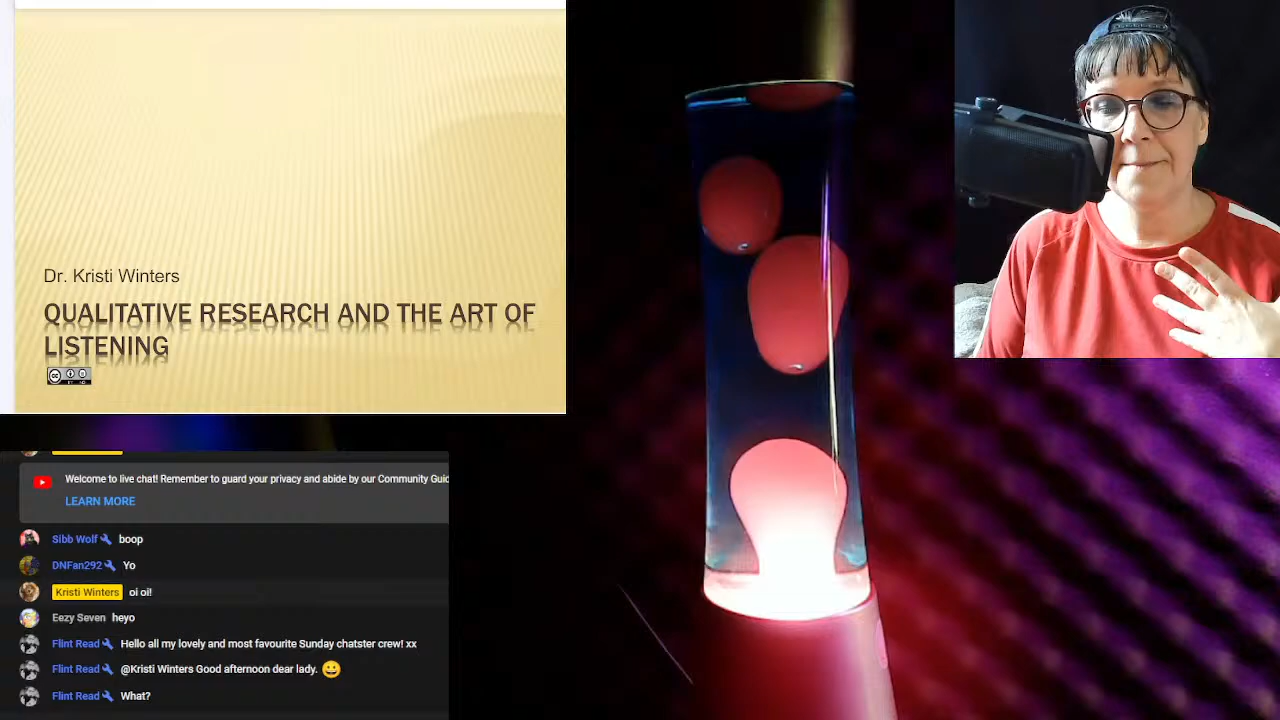 Dr. Kristi Winters
QUALITATIVE RESEARCH AND THE ART OF
LISTENING
Welcome to live chat! Remember to guard your privacy and abide by our Community Guid
LEARN MORE
Sibb Wolf boop
DNFan292 Yo
Kristi Winters oi oi!
Eezy Seven heyo
Flint Read Hello all my lovely and most favourite Sunday chatster crew! xx
Flint Read @Kristi Winters Good afternoon dear lady. 😀
Flint Read What?